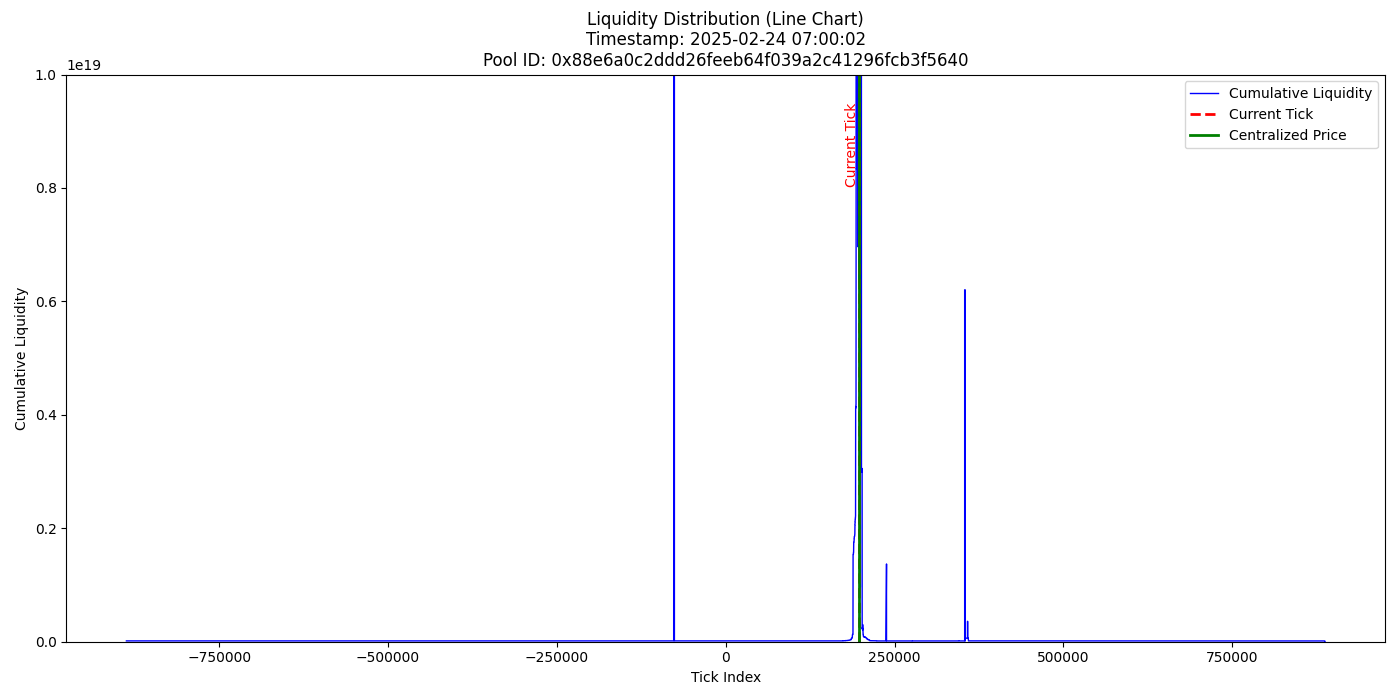 Liquidity Distribution (Line Chart)
Timestamp: 2025-02-24 07:00:02
Pool ID: 0x88e6a0c2ddd26feeb64f039a2c41296fcb3f5640
1e19
1.0
0.8
0.6
0.4
0.2
0.0
Cumulative Liquidity
Current Tick
Cumulative Liquidity
Current Tick
Centralized Price
−750000
−500000
−250000
0
250000
500000
750000
Tick Index